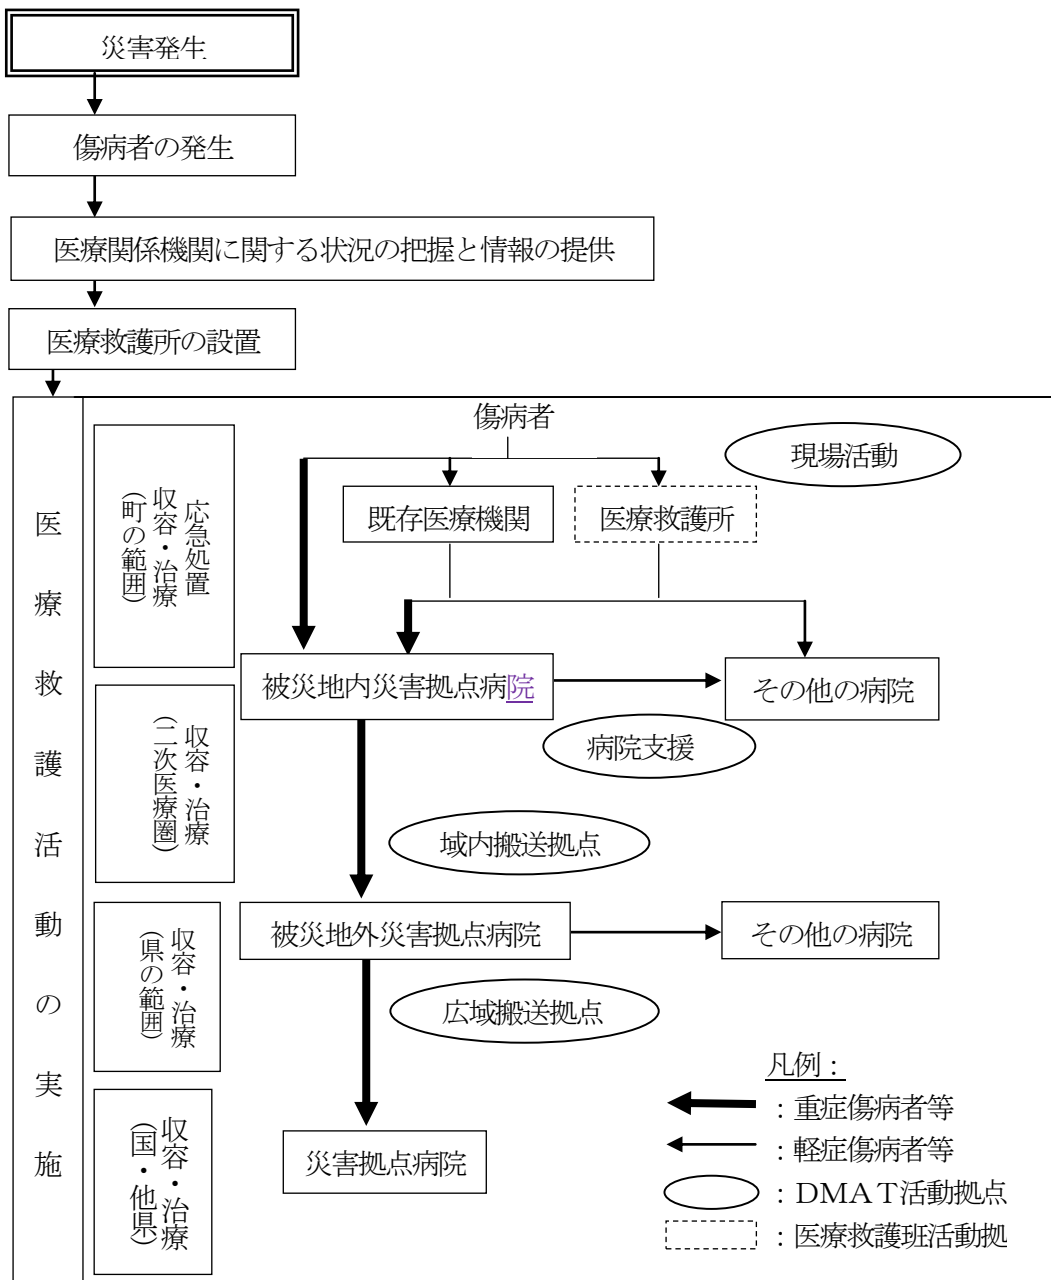 災害発生
傷病者の発生
医療関係機関に関する状況の把握と情報の提供
医療救護所の設置
医療救護活動の実施
応急処置
収容・治療
(町の範囲)
傷病者
現場活動
既存医療機関
医療救護所
被災地内災害拠点病院
その他の病院
収容・治療
(二次医療圏)
病院支援
域内搬送拠点
収容・治療
(県の範囲)
被災地外災害拠点病院
その他の病院
広域搬送拠点
収容・治療
(国・他県)
災害拠点病院
凡例：
：重症傷病者等
：軽症傷病者等
：ＤＭＡＴ活動拠点
：医療救護班活動拠